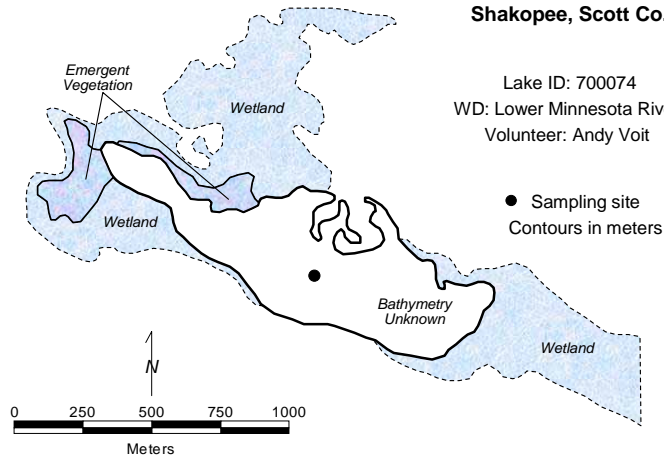 Shakopee, Scott Co.
Emergent
Vegetation
Wetland
Lake ID: 700074
WD: Lower Minnesota Riv
Volunteer: Andy Voit
Sampling site
Contours in meters
Wetland
Bathymetry
Unknown
Wetland
N
0 250 500 750 1000
Meters